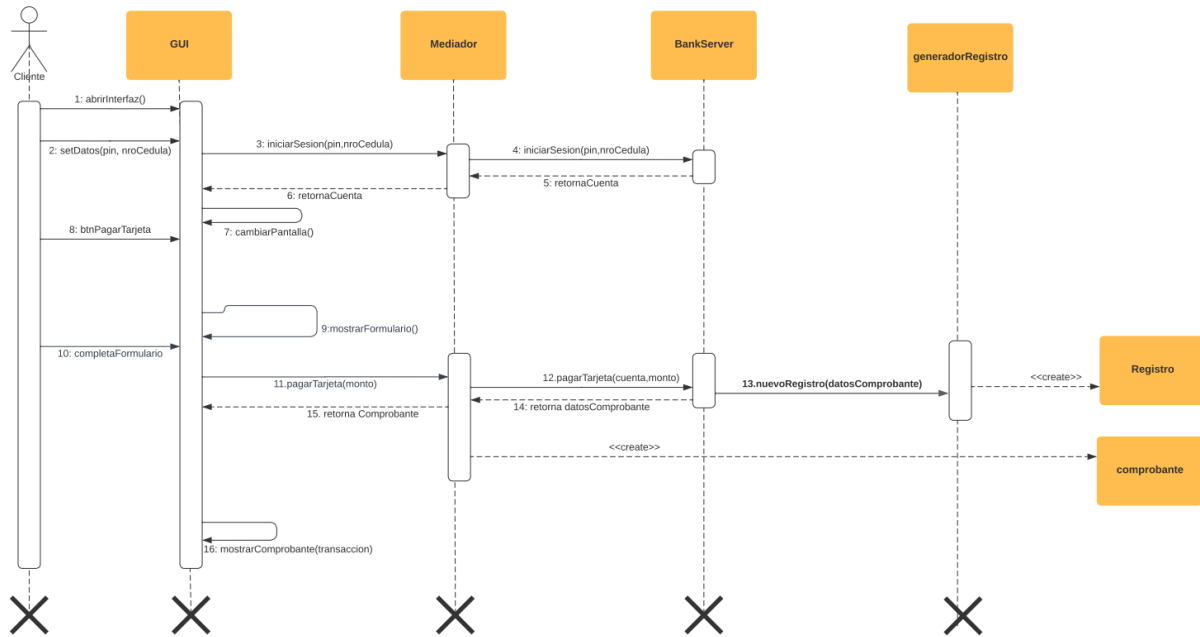 GUI
Mediador
BankServer
generadorRegistro
Cliente
1: abrirInterfaz()
2: setDatos(pin, nroCedula)
3: iniciarSesion(pin,nroCedula)
4: iniciarSesion(pin,nroCedula)
5: retornaCuenta
6: retornaCuenta
7: cambiarPantalla()
8: btnPagarTarjeta
9:mostrarFormulario()
10: completaFormulario
11.pagarTarjeta(monto)
12.pagarTarjeta(cuenta,monto)
13.nuevoRegistro(datosComprobante)
<<create>>
Registro
14: retorna datosComprobante
15. retorna Comprobante
<<create>>
comprobante
16: mostrarComprobante(transaccion)